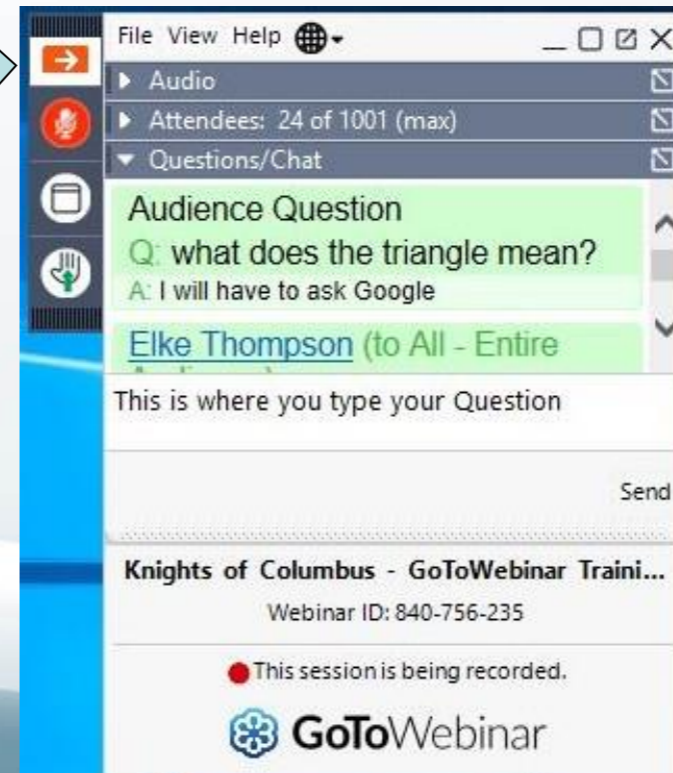 File View Help
Audio
Attendees: 24 of 1001 (max)
Questions/Chat
Audience Question
Q: what does the triangle mean?
A: I will have to ask Google
Elke Thompson (to All - Entire
This is where you type your Question
Send
Knights of Columbus - GoToWebinar Traini...
Webinar ID: 840-756-235
This session is being recorded.
GoToWebinar